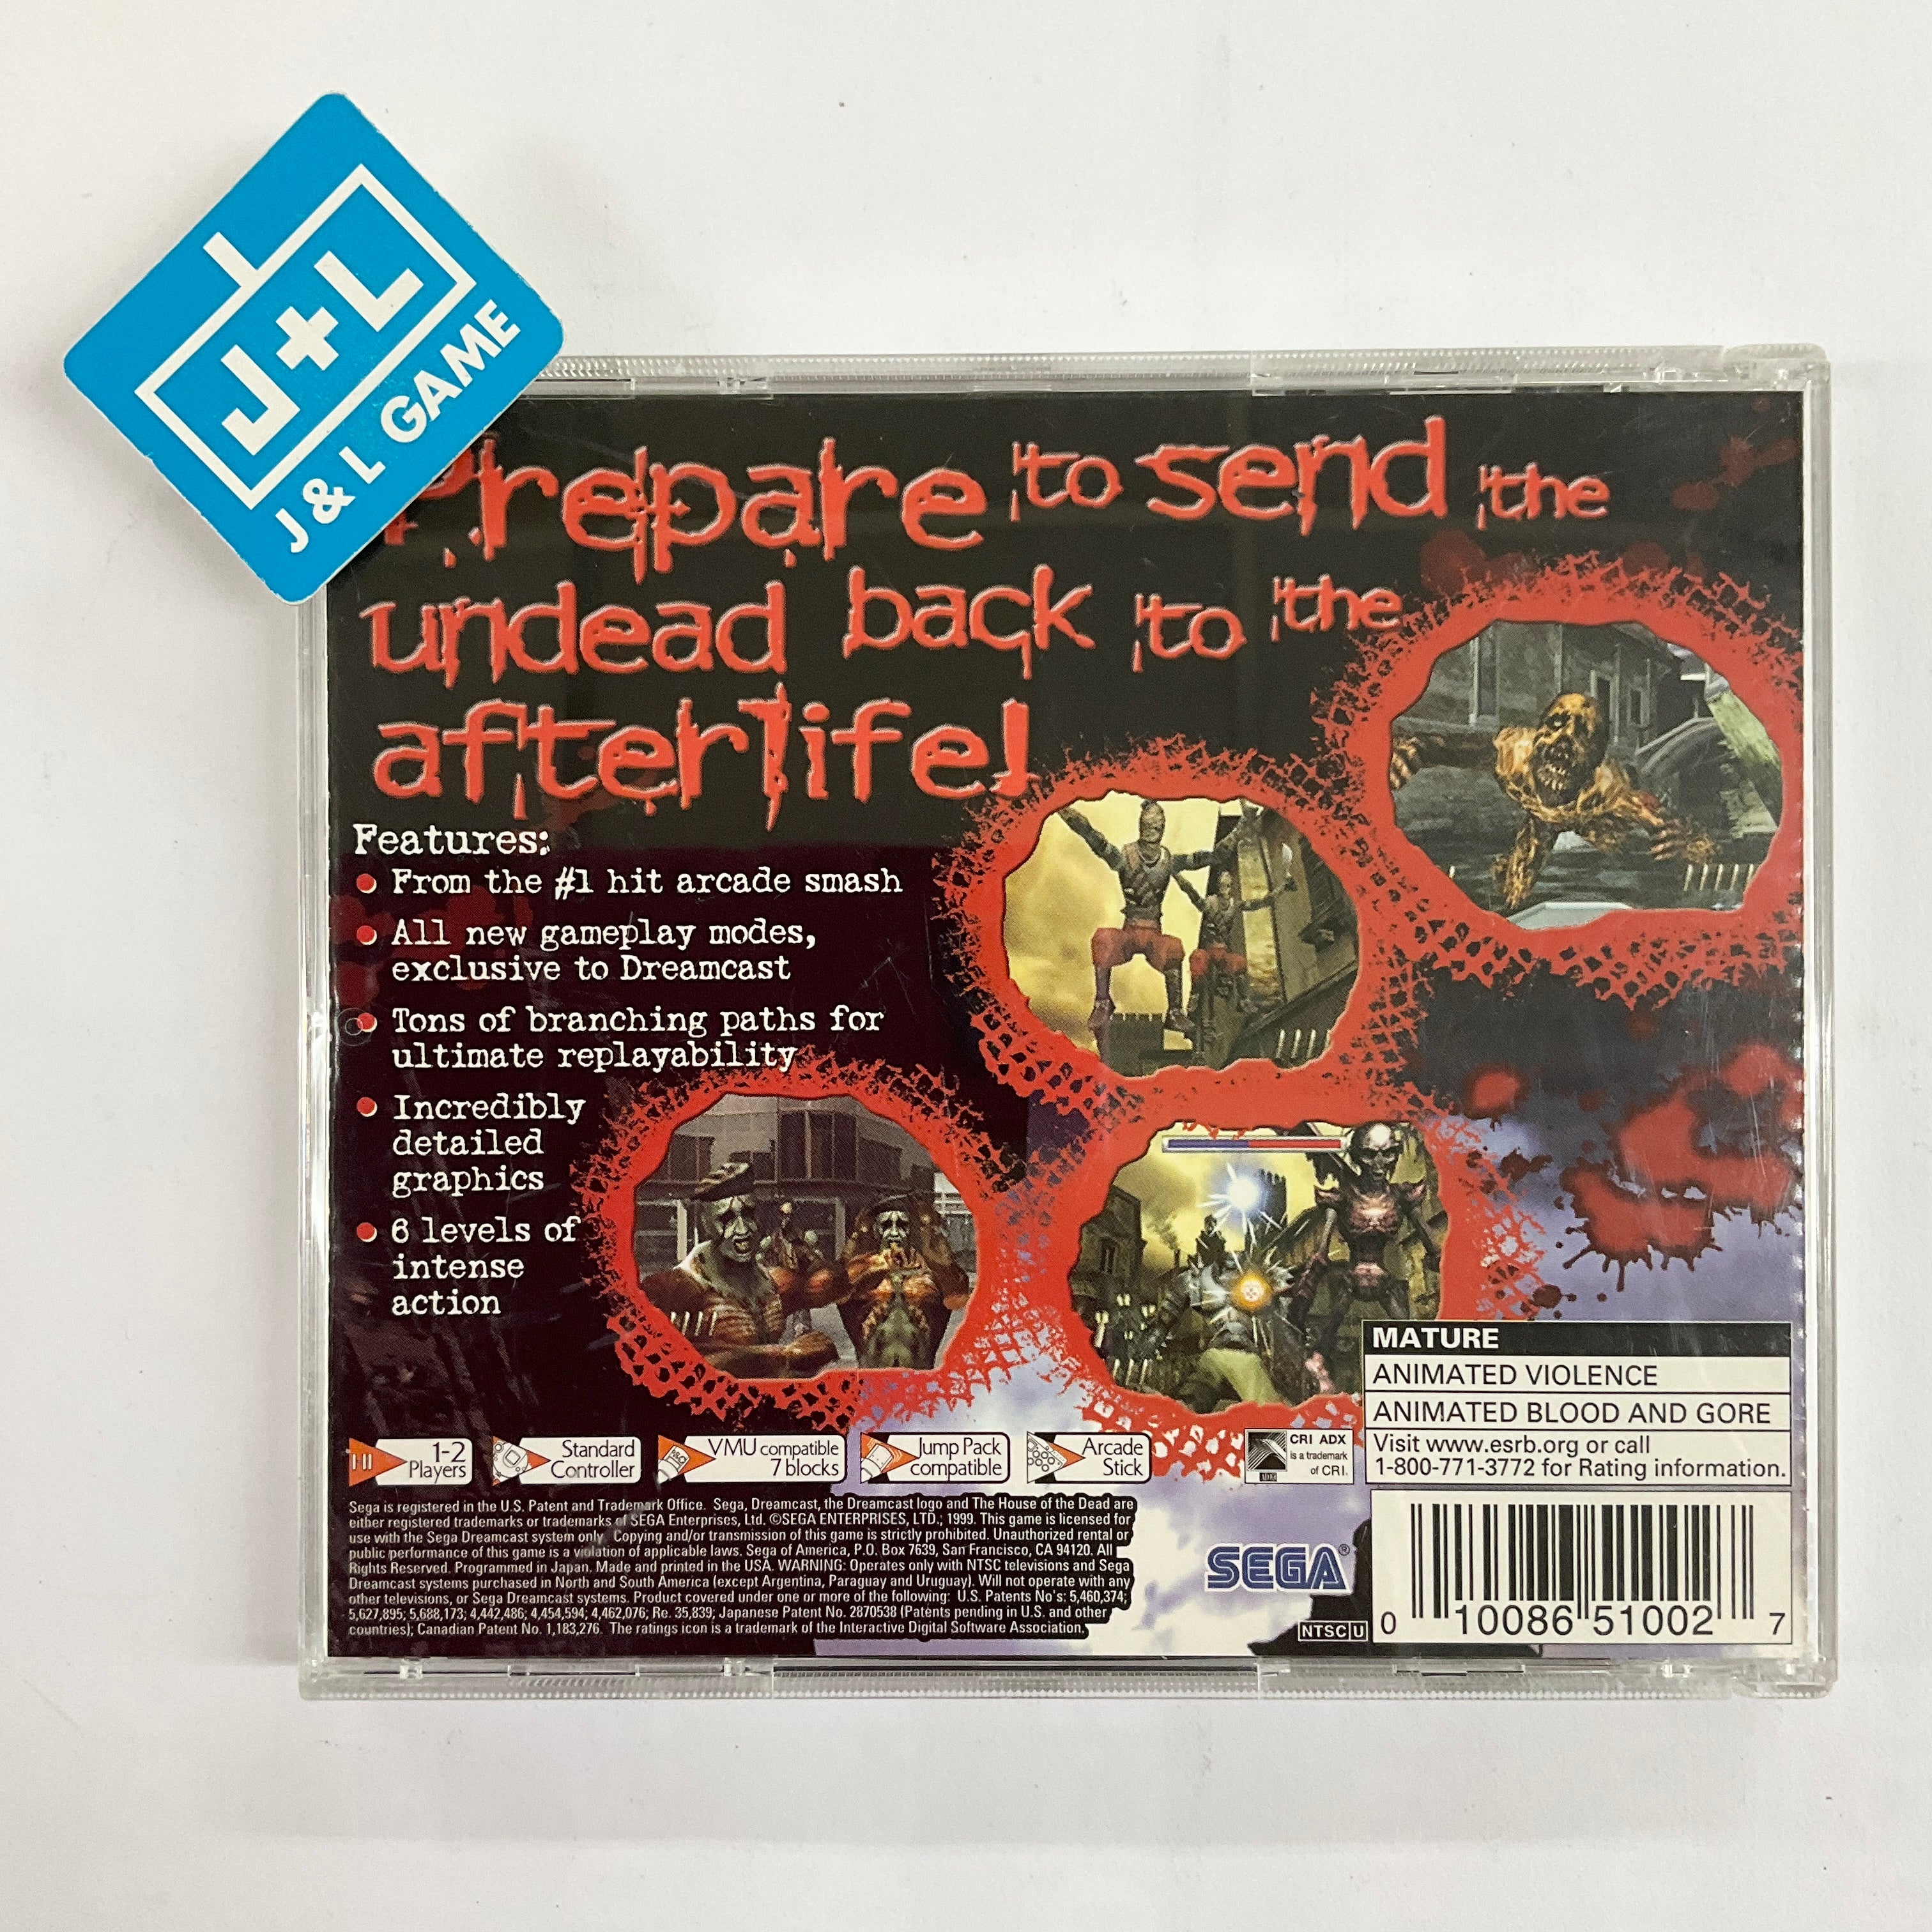 J+L
J & L GAME
Prepare to send the
undead back to the
afterlife!
Features:
From the #1 hit arcade smash
All new gameplay modes,
exclusive to Dreamcast
Tons of branching paths for
ultimate replayability
Incredibly
detailed
graphics
6 levels of
intense
action
MATURE
ANIMATED VIOLENCE
ANIMATED BLOOD AND GORE
Visit www.esrb.org or call
1-800-771-3772 for Rating information.
1-2
Players
Standard
Controller
VMU compatible
7 blocks
Jump Pack
compatible
Arcade
Stick
CRI ADX
is a trademark
of CRI.
Sega is registered in the U.S. Patent and Trademark Office. Sega, Dreamcast, the Dreamcast logo and The House of the Dead are
either registered trademarks or trademarks of SEGA Enterprises, Ltd. ©SEGA ENTERPRISES, LTD.; 1999. This game is licensed for
use with the Sega Dreamcast system only. Copying and/or transmission of this game is strictly prohibited. Unauthorized rental or
public performance of this game is a violation of applicable laws. Sega of America, P.O. Box 7639, San Francisco, CA 94120. All
Rights Reserved. Programmed in Japan. Made and printed in the USA. WARNING: Operates only with NTSC televisions and Sega
Dreamcast systems purchased in North and South America (except Argentina, Paraguay and Uruguay). Will not operate with any
other televisions, or Sega Dreamcast systems. Product covered under one or more of the following: U.S. Patents No's: 5,460,374;
5,627,895; 5,688,173; 4,442,486; 4,454,594; 4,462,076; Re. 35,839; Japanese Patent No. 2870538 (Patents pending in U.S. and other
countries); Canadian Patent No. 1,183,276. The ratings icon is a trademark of the Interactive Digital Software Association.
SEGA®
NTSC U
0 10086 51002 7